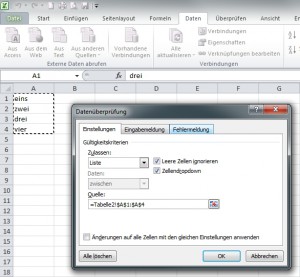 Datei Start Einfügen Seitenlayout Formeln Daten Überprüfen Ansicht
Aus Access
Aus dem Web
Aus Text
Aus anderen Quellen
Vorhandene Verbindungen
Externe Daten abrufen
Alle aktualisieren
Verbindungen
Eigenschaften
Verknüpfungen bearbeiten
Verbindungen
A1 fx drei
A B C D E F
1 eins
2 zwei
3 drei
4 vier
5
6
7
8
9
10
11
12
13
14
15
16
17
18
Datenüberprüfung
Einstellungen Eingabemeldung Fehlermeldung
Gültigkeitskriterien
Zulassen:
Liste
Leere Zellen ignorieren
Zellendropdown
Daten:
zwischen
Quelle:
=Tabelle2!$A$1:$A$4
Änderungen auf alle Zellen mit den gleichen Einstellungen anwenden
Alle löschen OK Abbrechen